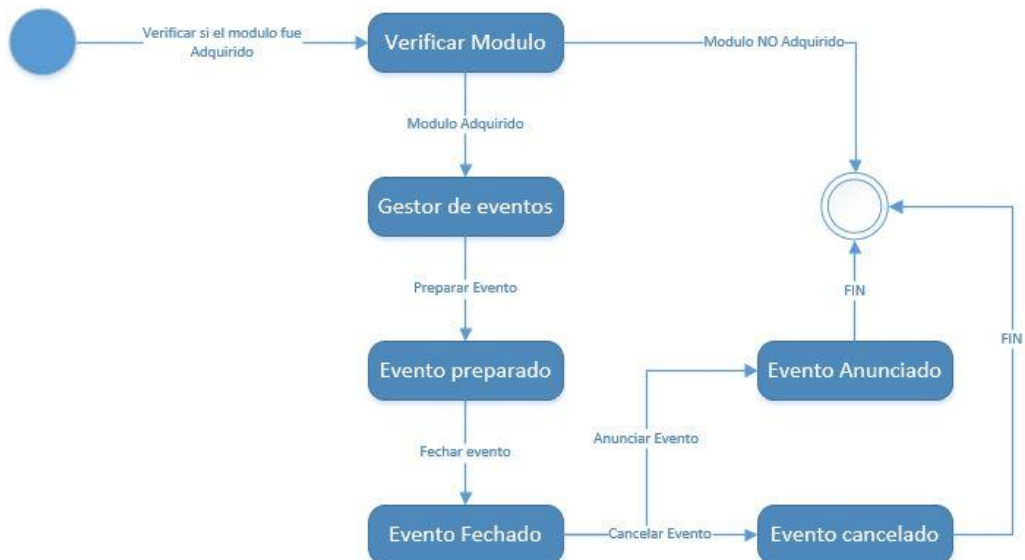 Verificar si el modulo fue
Adquirido
Verificar Modulo
Modulo NO Adquirido
Modulo Adquirido
Gestor de eventos
Preparar Evento
FIN
FIN
Evento preparado
Evento Anunciado
Anunciar Evento
Fechar evento
Evento Fechado
Cancelar Evento
Evento cancelado